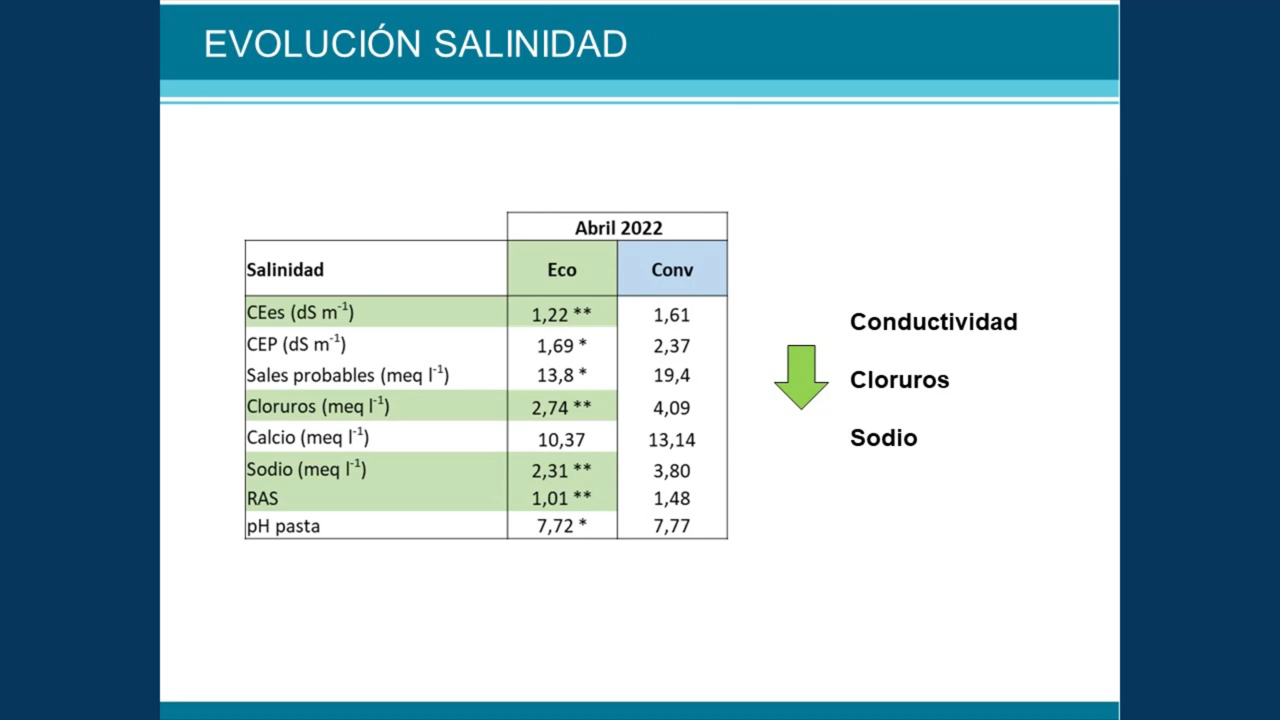 EVOLUCIÓN SALINIDAD
Abril 2022
Salinidad Eco Conv
CEes (dS m⁻¹) 1,22 ** 1,61
CEP (dS m⁻¹) 1,69 * 2,37
Sales probables (meq l⁻¹) 13,8 * 19,4
Cloruros (meq l⁻¹) 2,74 ** 4,09
Calcio (meq l⁻¹) 10,37 13,14
Sodio (meq l⁻¹) 2,31 ** 3,80
RAS 1,01 ** 1,48
pH pasta 7,72 * 7,77
Conductividad
Cloruros
Sodio